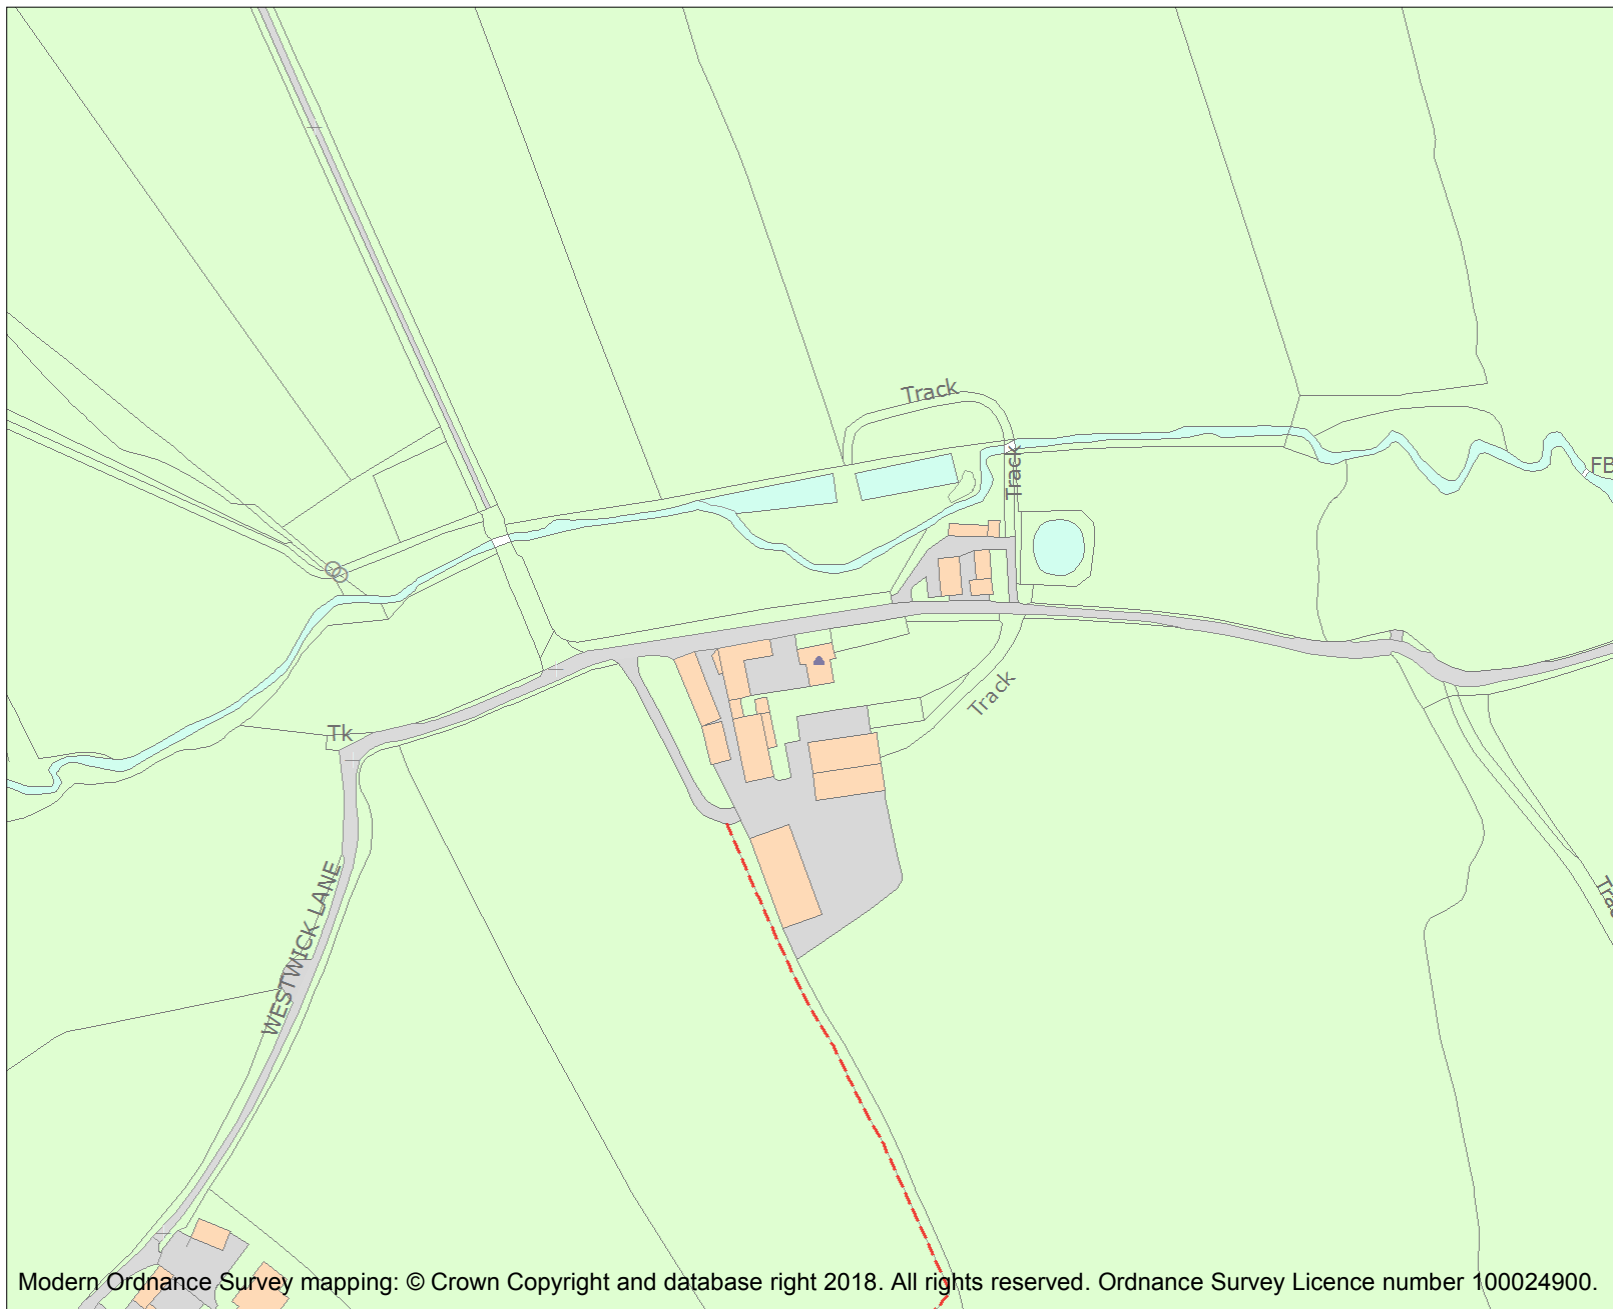 Track
Track
FB
Track
Tk
WESTWICK LANE
Modern Ordnance Survey mapping: © Crown Copyright and database right 2018. All rights reserved. Ordnance Survey Licence number 100024900.